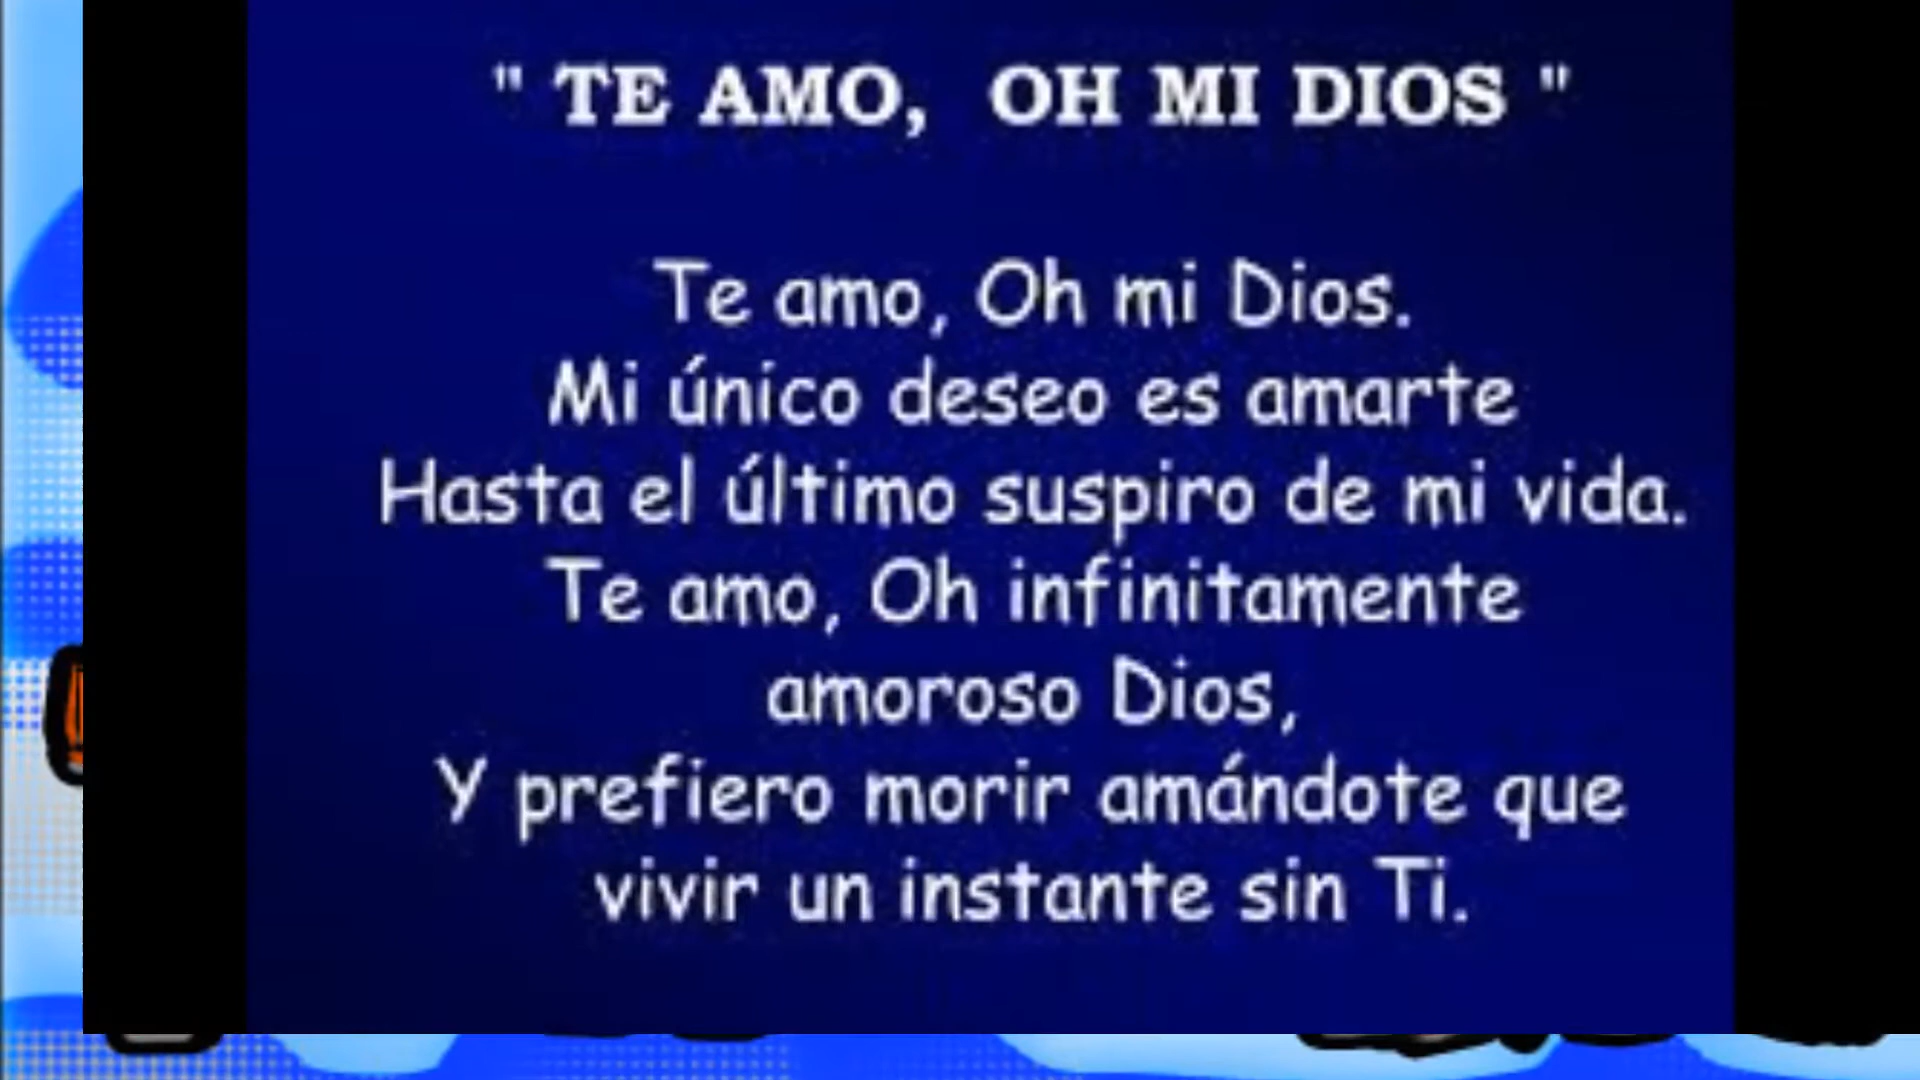 " TE AMO, OH MI DIOS "
Te amo, Oh mi Dios.
Mi único deseo es amarte
Hasta el último suspiro de mi vida.
Te amo, Oh infinitamente
amoroso Dios,
Y prefiero morir amándote que
vivir un instante sin Ti.